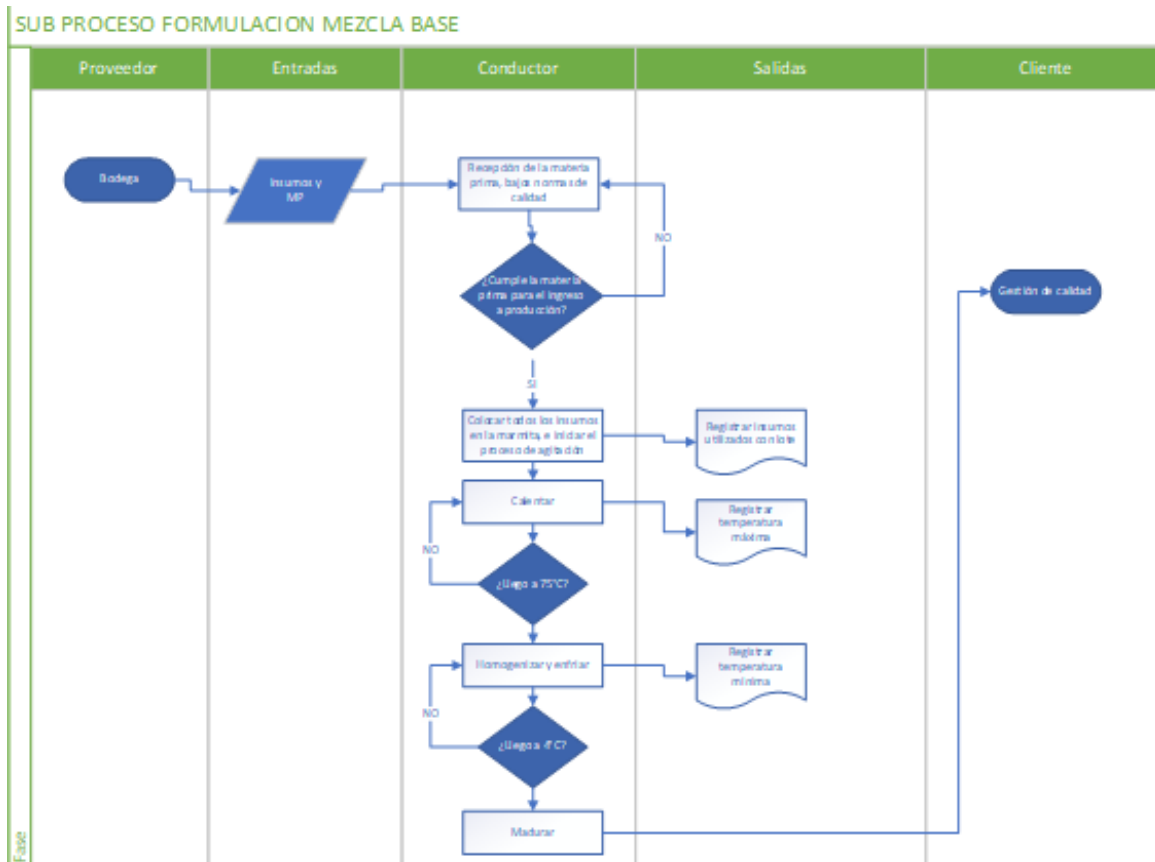 SUB PROCESO FORMULACION MEZCLA BASE
Proveedor
Entradas
Conductor
Salidas
Cliente
Bodega
Insumos y
MP
Recepción de la materia
prima, bajos normas de
calidad
NO
¿Cumple la materia
prima para el ingreso
a producción?
Gestión de calidad
SI
Colocar todos los insumos
en la marmita, e iniciar el
proceso de agitación
Registrar insumos
utilizados con lote
Calentar
Registrar
temperatura
máxima
NO
¿Llego a 75°C?
Homogenizar y enfriar
Registrar
temperatura
mínima
NO
¿Llego a 4°C?
Madurar
Fase